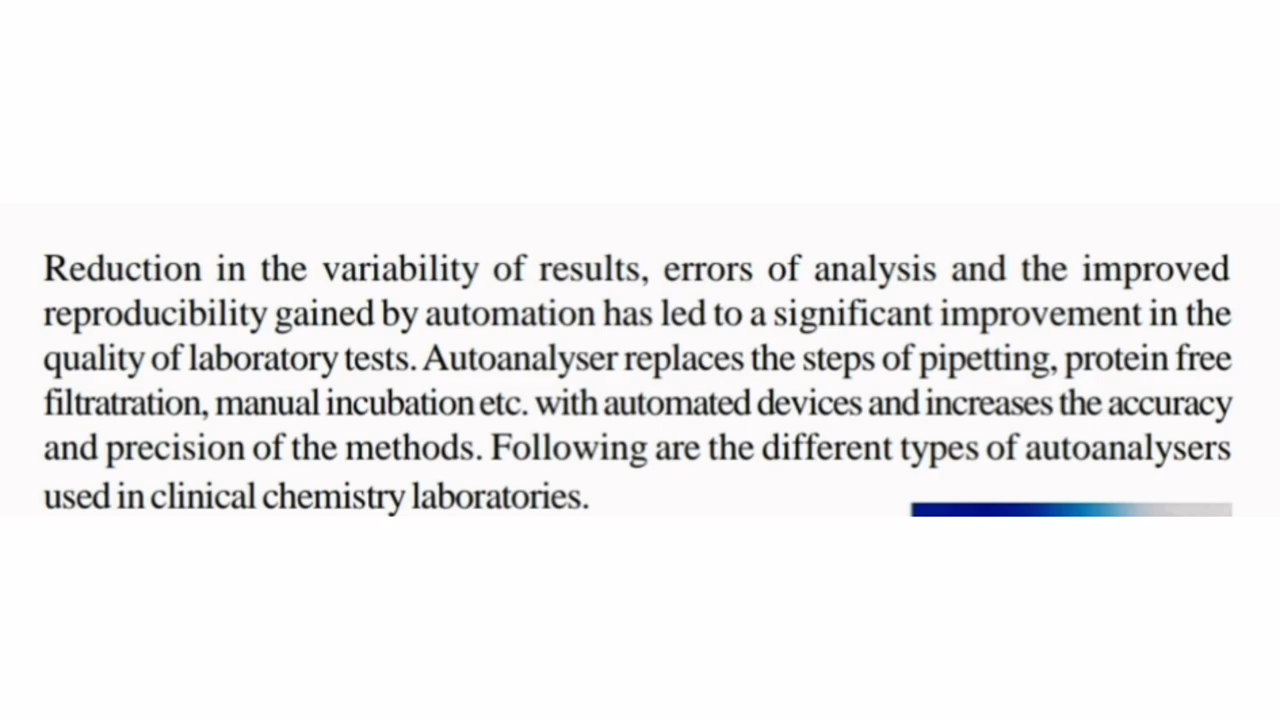 Reduction in the variability of results, errors of analysis and the improved
reproducibility gained by automation has led to a significant improvement in the
quality of laboratory tests. Autoanalyser replaces the steps of pipetting, protein free
filtratration, manual incubation etc. with automated devices and increases the accuracy
and precision of the methods. Following are the different types of autoanalysers
used in clinical chemistry laboratories.